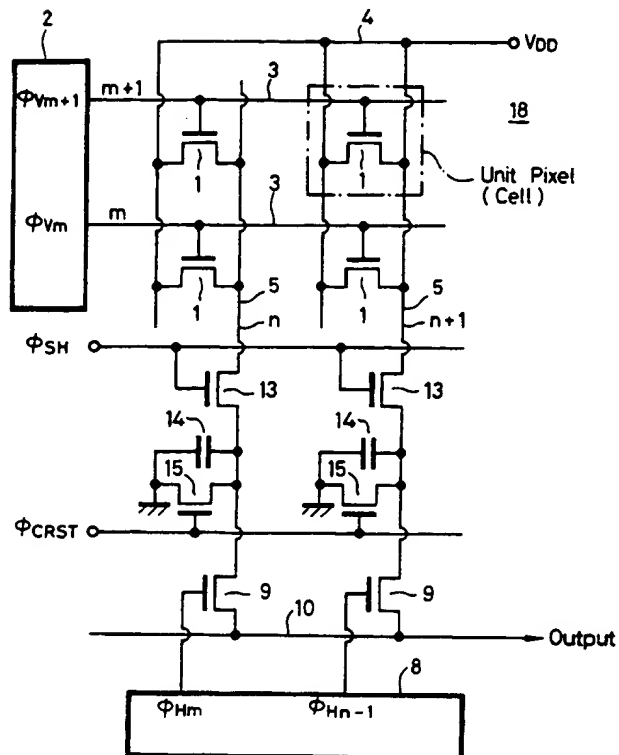 2
4
VDD
ΦVm+1
m+1
3
18
1
1
Unit Pixel
(Cell)
ΦVm
m
3
1
1
5
5
n
n+1
ΦSH
13
13
14
14
15
15
ΦCRST
9
9
10
Output
8
ΦHm
ΦHn-1